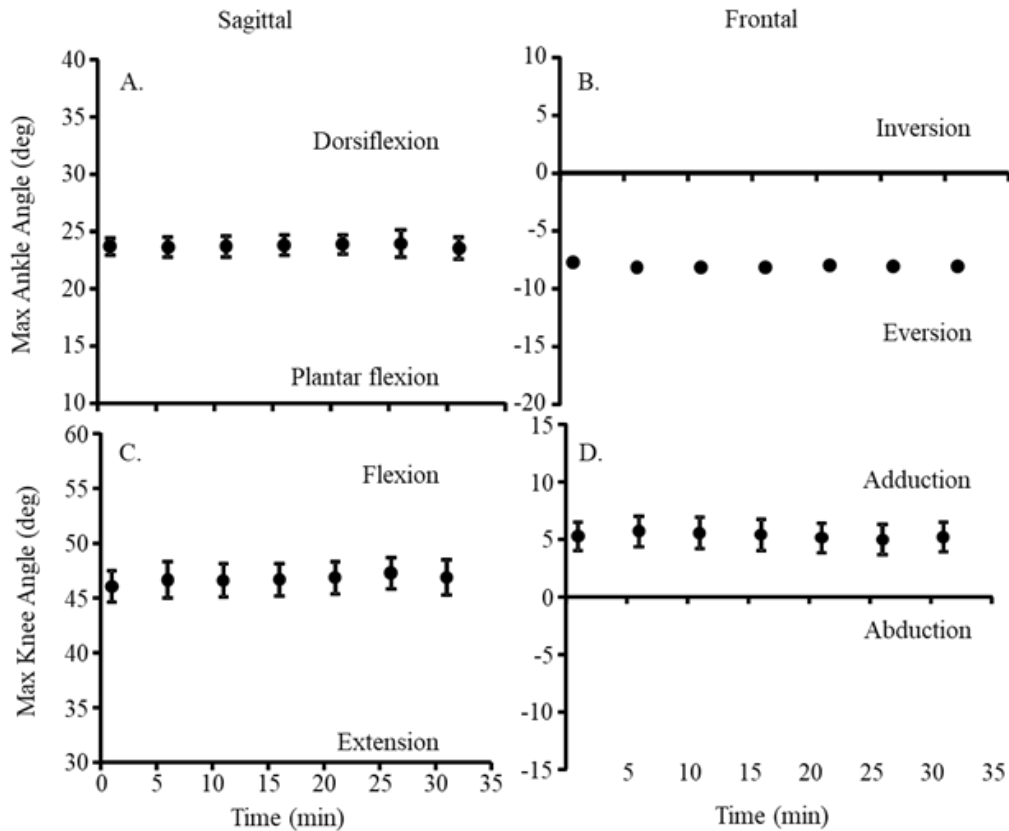 Sagittal
Frontal
Max Ankle Angle (deg)
40
35
30
25
20
15
10
A.
Dorsiflexion
Plantar flexion
10
5
0
-5
-10
-15
-20
B.
Inversion
Eversion
Max Knee Angle (deg)
60
55
50
45
40
35
30
C.
Flexion
Extension
0 5 10 15 20 25 30 35
Time (min)
15
10
5
0
-5
-10
-15
D.
Adduction
Abduction
5 10 15 20 25 30 35
Time (min)